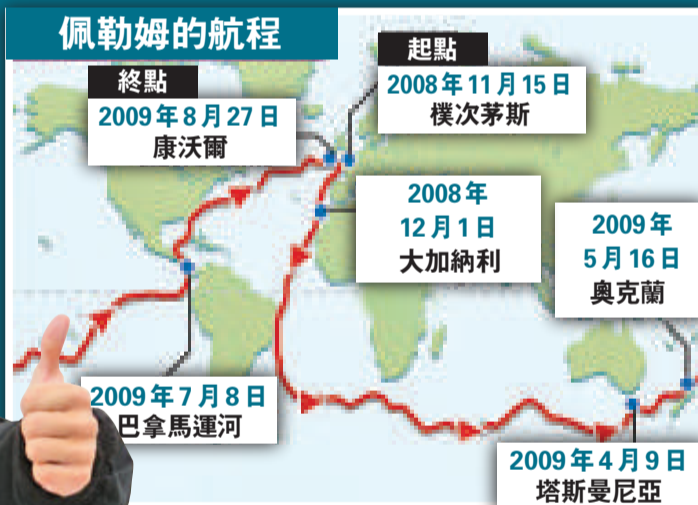 佩勒姆的航程
起點
2008年11月15日
樸次茅斯
終點
2009年8月27日
康沃爾
2008年
12月1日
大加納利
2009年
5月16日
奧克蘭
2009年7月8日
巴拿馬運河
2009年4月9日
塔斯曼尼亞